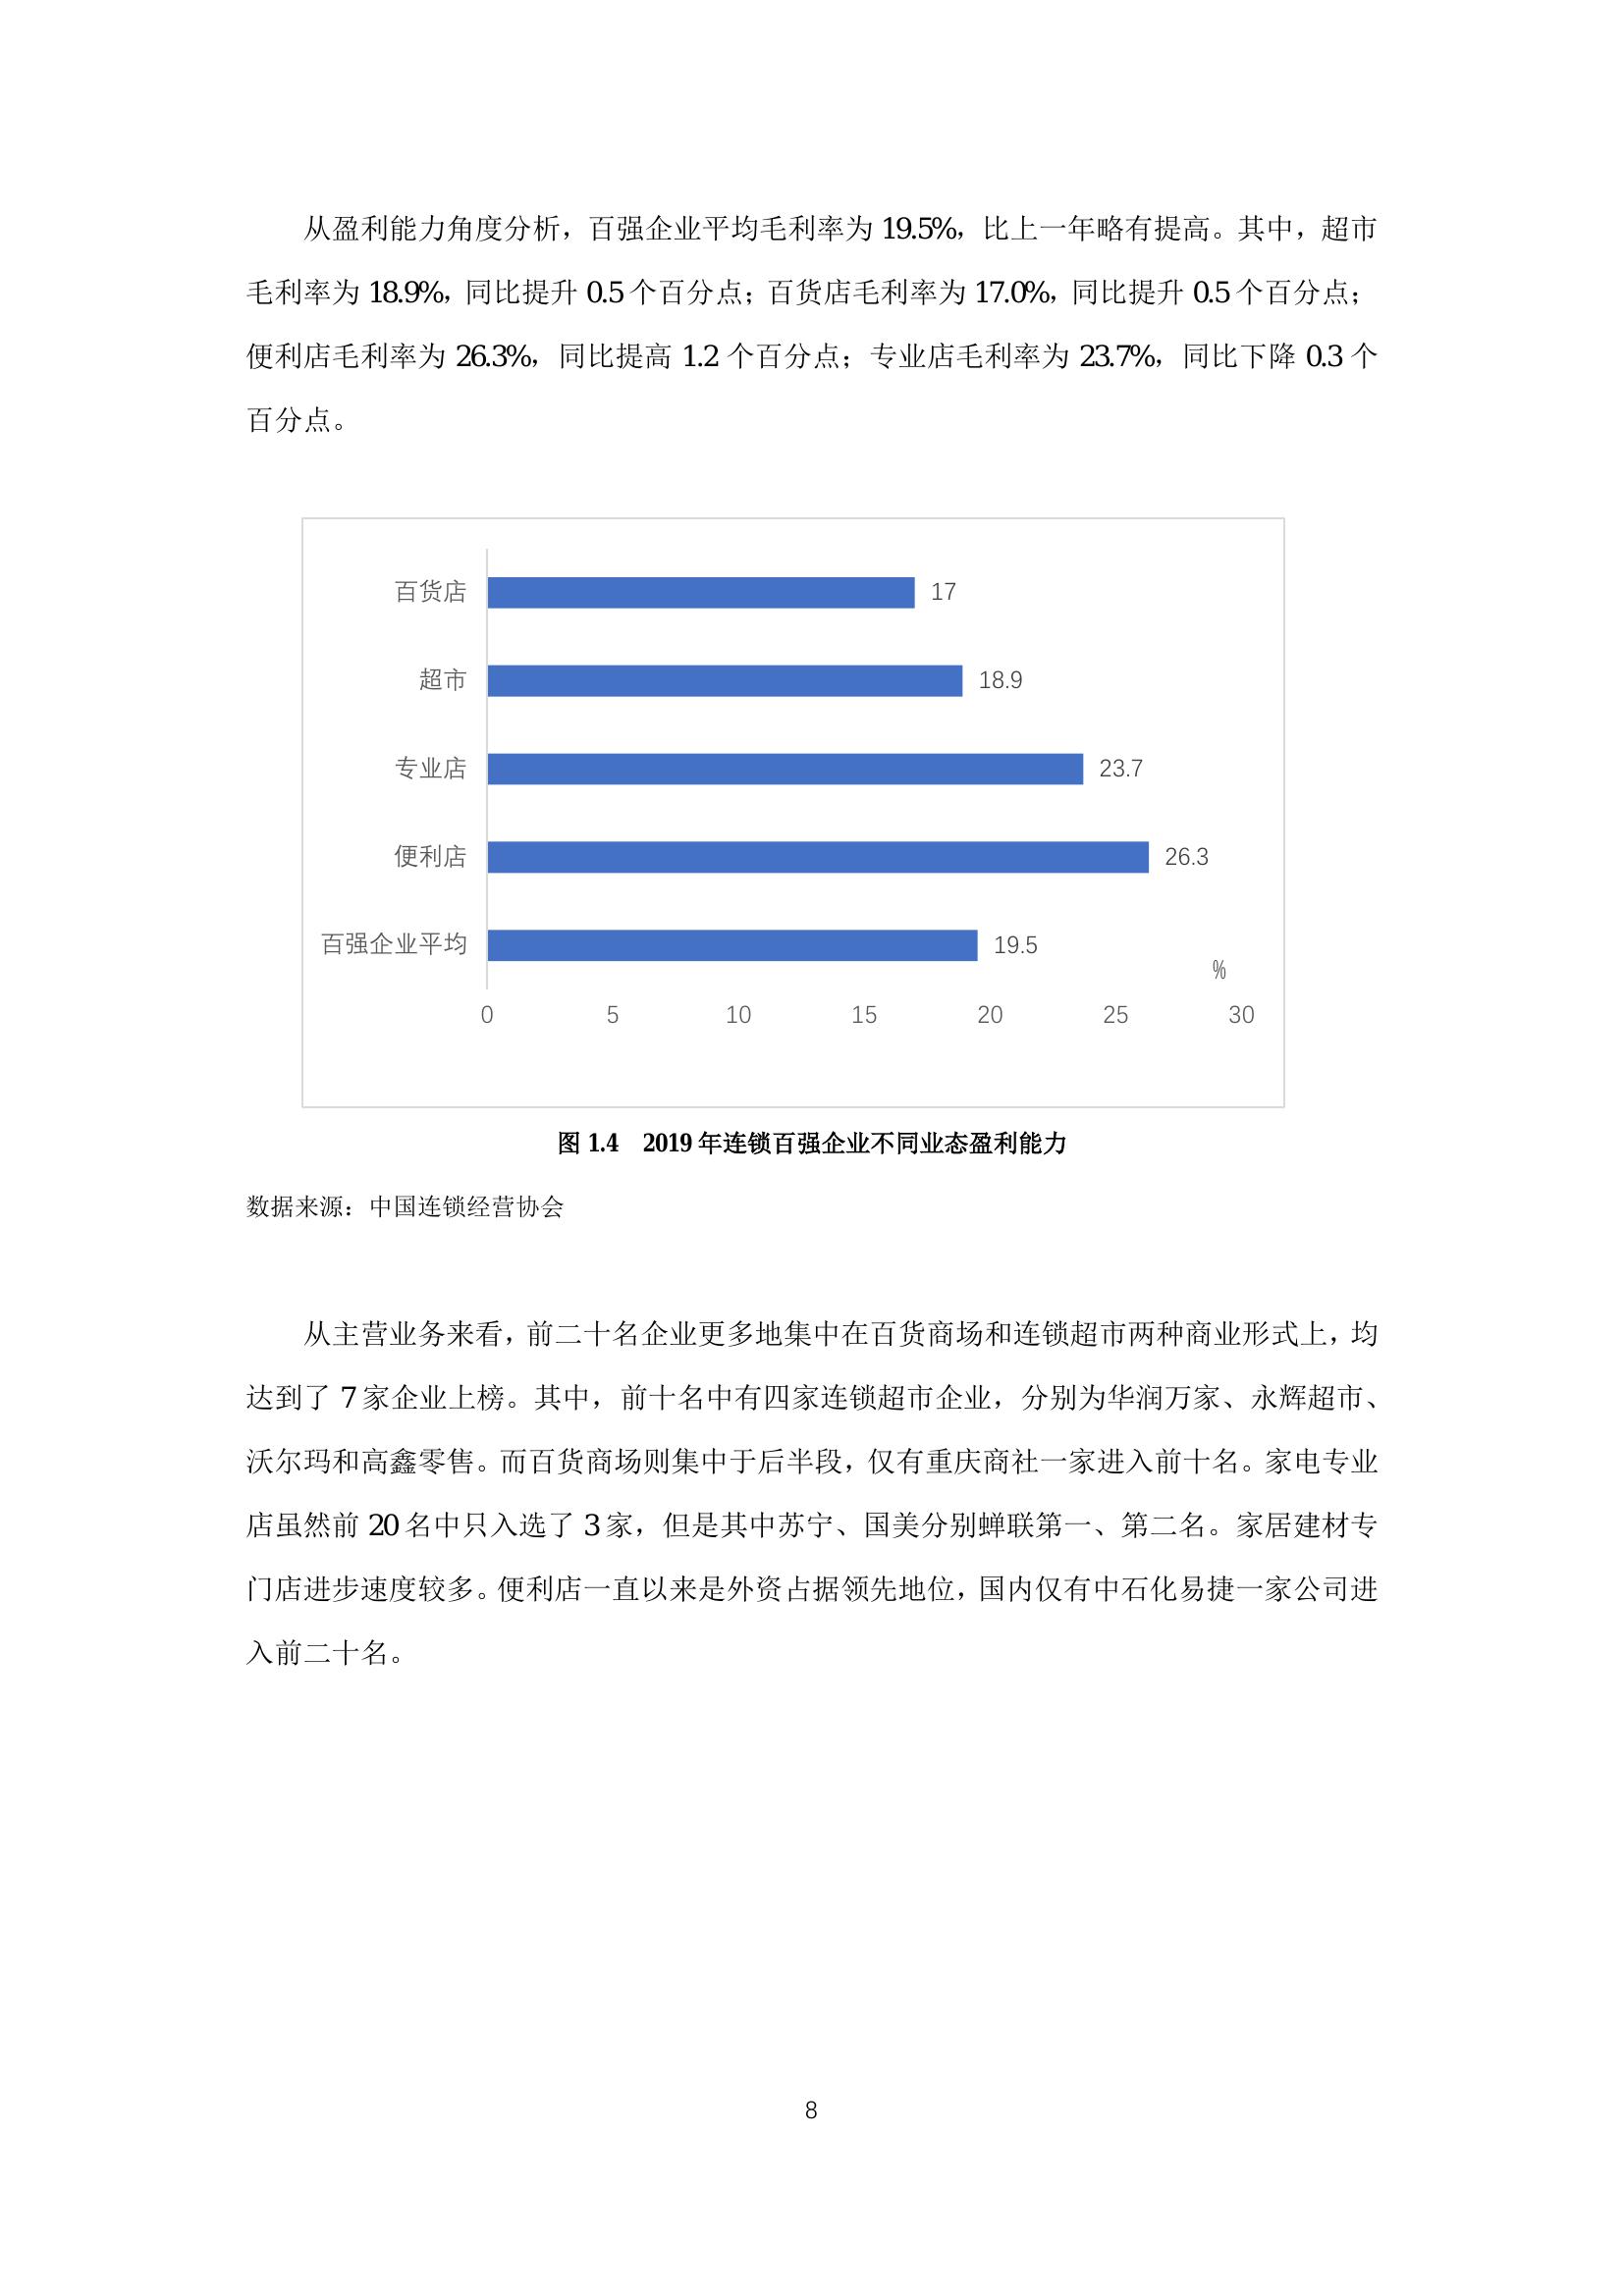 从盈利能力角度分析，百强企业平均毛利率为 19.5%，比上一年略有提高。其中，超市
毛利率为 18.9%，同比提升 0.5 个百分点；百货店毛利率为 17.0%，同比提升 0.5 个百分点；
便利店毛利率为 26.3%，同比提高 1.2 个百分点；专业店毛利率为 23.7%，同比下降 0.3 个
百分点。
百货店 17
超市 18.9
专业店 23.7
便利店 26.3
百强企业平均 19.5
%
0 5 10 15 20 25 30
图 1.4 2019 年连锁百强企业不同业态盈利能力
数据来源：中国连锁经营协会
从主营业务来看，前二十名企业更多地集中在百货商场和连锁超市两种商业形式上，均
达到了 7 家企业上榜。其中，前十名中有四家连锁超市企业，分别为华润万家、永辉超市、
沃尔玛和高鑫零售。而百货商场则集中于后半段，仅有重庆商社一家进入前十名。家电专业
店虽然前 20 名中只入选了 3 家，但是其中苏宁、国美分别蝉联第一、第二名。家居建材专
门店进步速度较多。便利店一直以来是外资占据领先地位，国内仅有中石化易捷一家公司进
入前二十名。
8